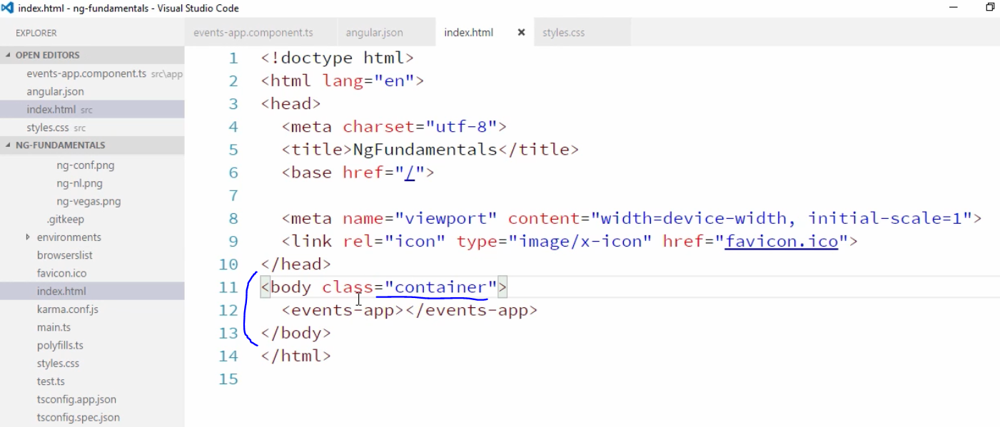 index.html - ng-fundamentals - Visual Studio Code
EXPLORER
OPEN EDITORS
events-app.component.ts src\app
angular.json
index.html src
styles.css src
NG-FUNDAMENTALS
ng-conf.png
ng-nl.png
ng-vegas.png
.gitkeep
environments
browserslist
favicon.ico
index.html
karma.conf.js
main.ts
polyfills.ts
styles.css
test.ts
tsconfig.app.json
tsconfig.spec.json
events-app.component.ts angular.json index.html styles.css
1 <!doctype html>
2 <html lang="en">
3 <head>
4 <meta charset="utf-8">
5 <title>NgFundamentals</title>
6 <base href="/">
7
8 <meta name="viewport" content="width=device-width, initial-scale=1">
9 <link rel="icon" type="image/x-icon" href="favicon.ico">
10 </head>
11 <body class="container">
12 <events-app></events-app>
13 </body>
14 </html>
15